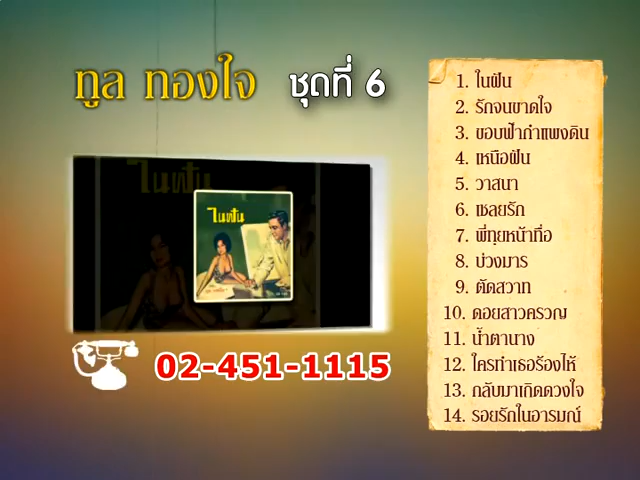 ทูล ทองใจ ชุดที่ 6
ในฝัน
ในฝัน
02-451-1115
1. ในฝัน
2. รักจนขาดใจ
3. ขอบฟ้ากำแพงดิน
4. เหนือฝัน
5. วาสนา
6. เชลยรัก
7. พี่ทุยหน้าทื่อ
8. บ่วงมาร
9. ตัดสวาท
10. ดอยสาวครวญ
11. น้ำตานาง
12. ใครทำเธอร้องไห้
13. กลับมาเกิดดวงใจ
14. รอยรักในอารมณ์